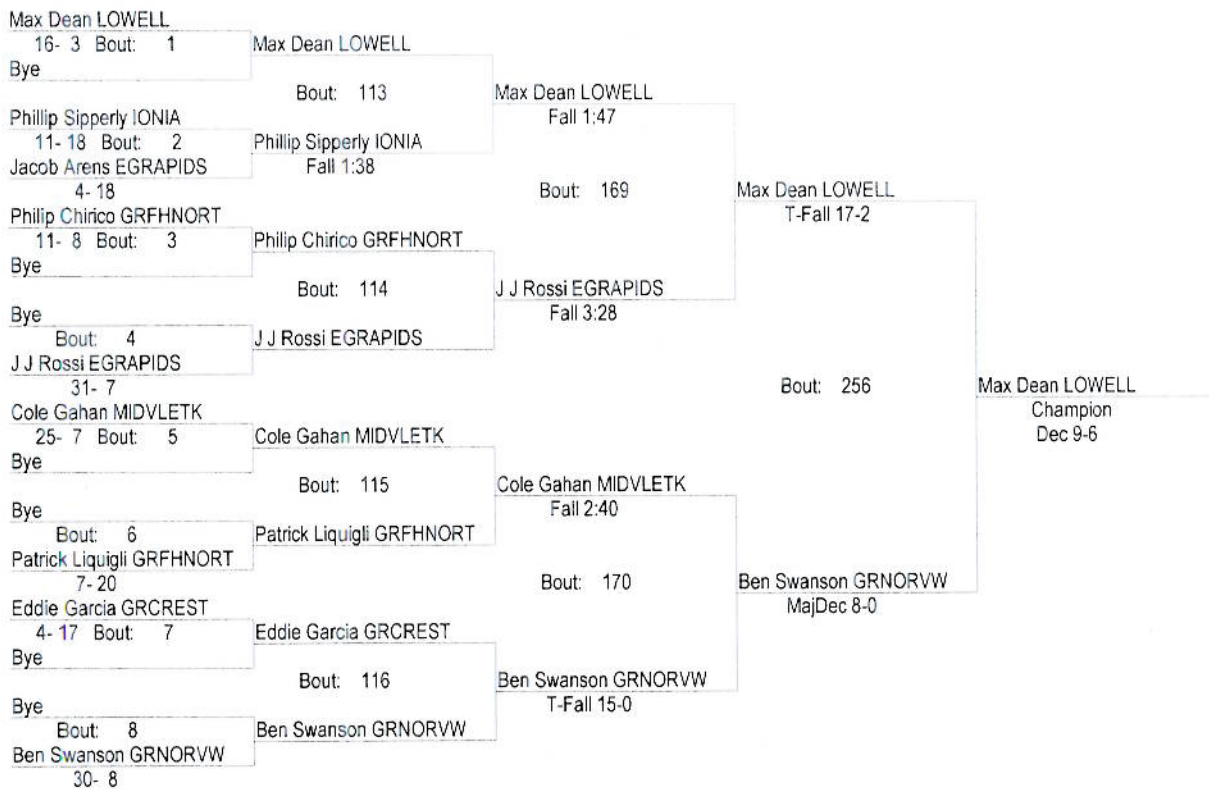 Max Dean LOWELL
16- 3 Bout: 1
Bye
Phillip Sipperly IONIA
11- 18 Bout: 2
Jacob Arens EGRAPIDS
4- 18
Philip Chirico GRFHNORT
11- 8 Bout: 3
Bye
Bye
Bout: 4
J J Rossi EGRAPIDS
31- 7
Cole Gahan MIDVLETK
25- 7 Bout: 5
Bye
Bye
Bout: 6
Patrick Liquigli GRFHNORT
7- 20
Eddie Garcia GRCREST
4- 17 Bout: 7
Bye
Bye
Bout: 8
Ben Swanson GRNORVW
30- 8
Max Dean LOWELL
Bout: 113
Phillip Sipperly IONIA
Fall 1:38
Philip Chirico GRFHNORT
Bout: 114
J J Rossi EGRAPIDS
Cole Gahan MIDVLETK
Bout: 115
Patrick Liquigli GRFHNORT
Eddie Garcia GRCREST
Bout: 116
Ben Swanson GRNORVW
Max Dean LOWELL
Fall 1:47
Bout: 169
J J Rossi EGRAPIDS
Fall 3:28
Cole Gahan MIDVLETK
Fall 2:40
Bout: 170
Ben Swanson GRNORVW
T-Fall 15-0
Max Dean LOWELL
T-Fall 17-2
Bout: 256
Ben Swanson GRNORVW
MajDec 8-0
Max Dean LOWELL
Champion
Dec 9-6